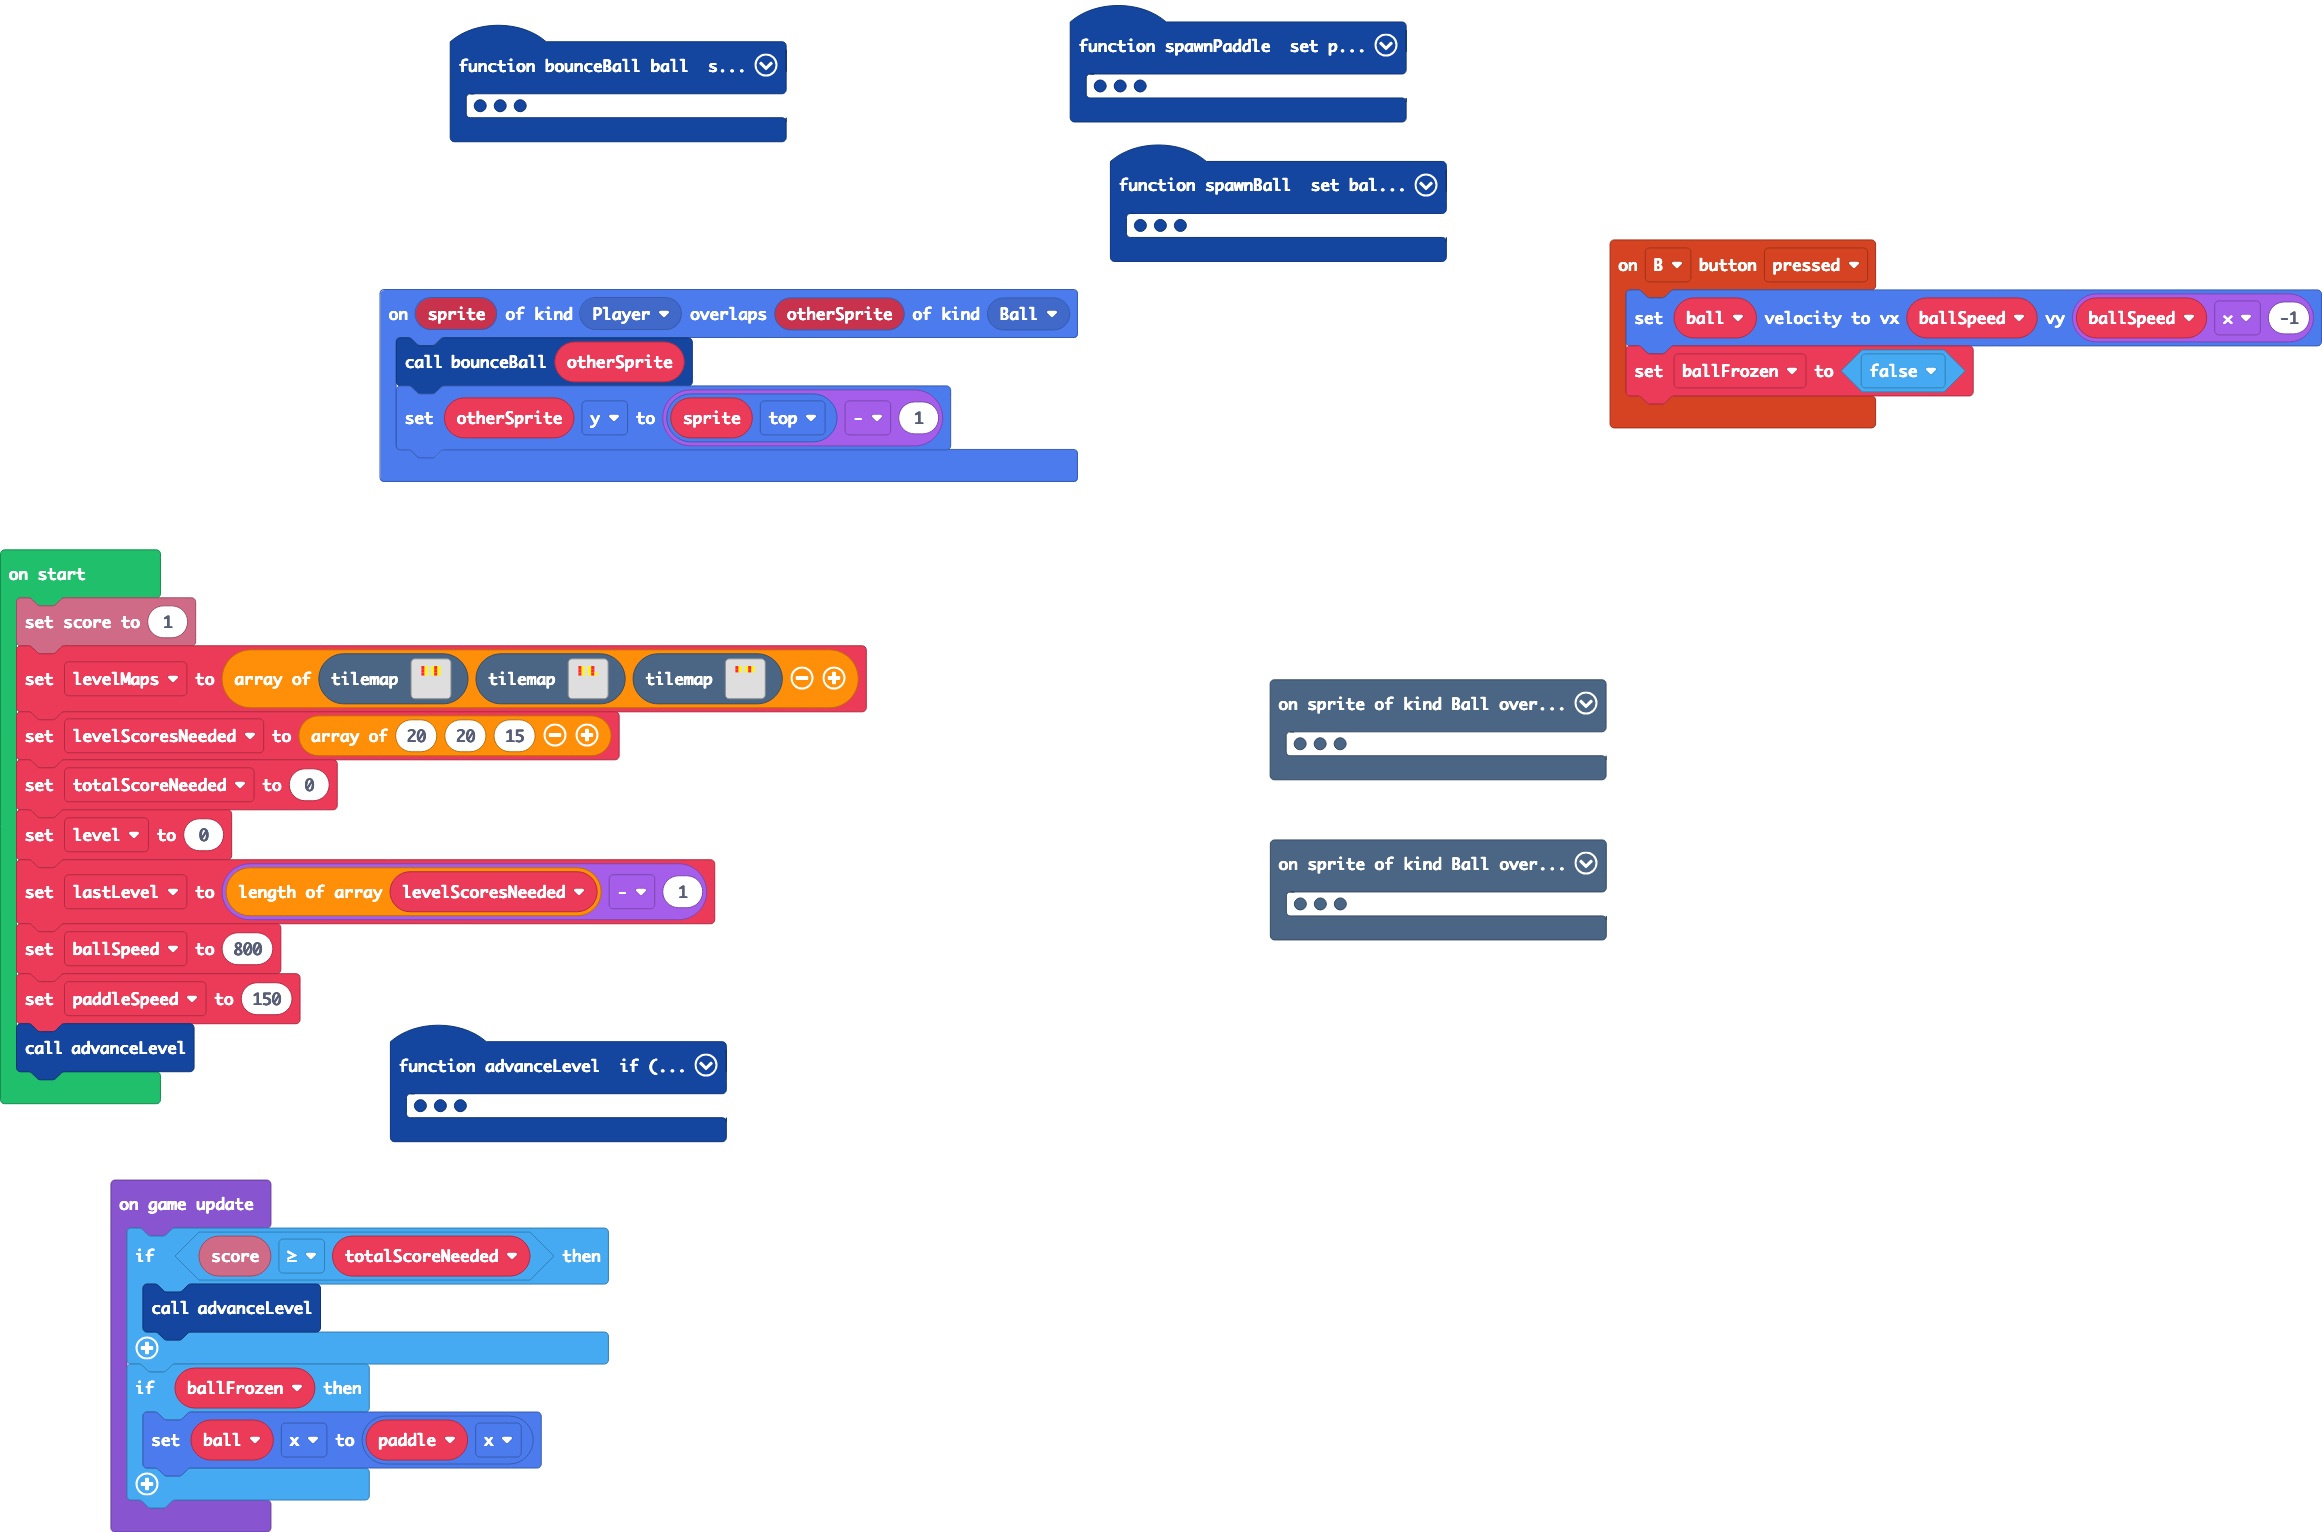 function bounceBall ball s...
function spawnPaddle set p...
function spawnBall set bal...
on B button pressed
set ball velocity to vx ballSpeed vy ballSpeed x -1
set ballFrozen to false
on sprite of kind Player overlaps otherSprite of kind Ball
call bounceBall otherSprite
set otherSprite y to sprite top - 1
on start
set score to 1
set levelMaps to array of tilemap tilemap tilemap
set levelScoresNeeded to array of 20 20 15
set totalScoreNeeded to 0
set level to 0
set lastLevel to length of array levelScoresNeeded - 1
set ballSpeed to 800
set paddleSpeed to 150
call advanceLevel
on sprite of kind Ball over...
on sprite of kind Ball over...
function advanceLevel if (...
on game update
if score ≥ totalScoreNeeded then
call advanceLevel
if ballFrozen then
set ball x to paddle x